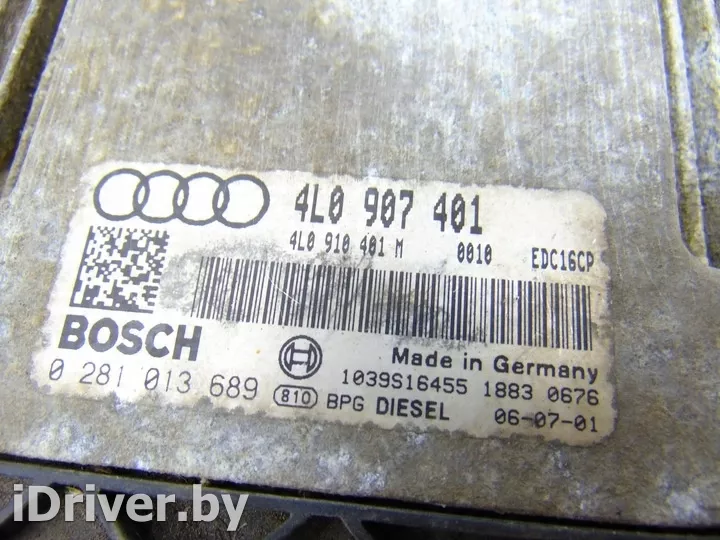 4L0 907 401
4L0 910 401 M 0010 EDC16CP
BOSCH
Made in Germany
0 281 013 689
1039S16455 1883 0676
810 BPG DIESEL 06-07-01
iDriver.by